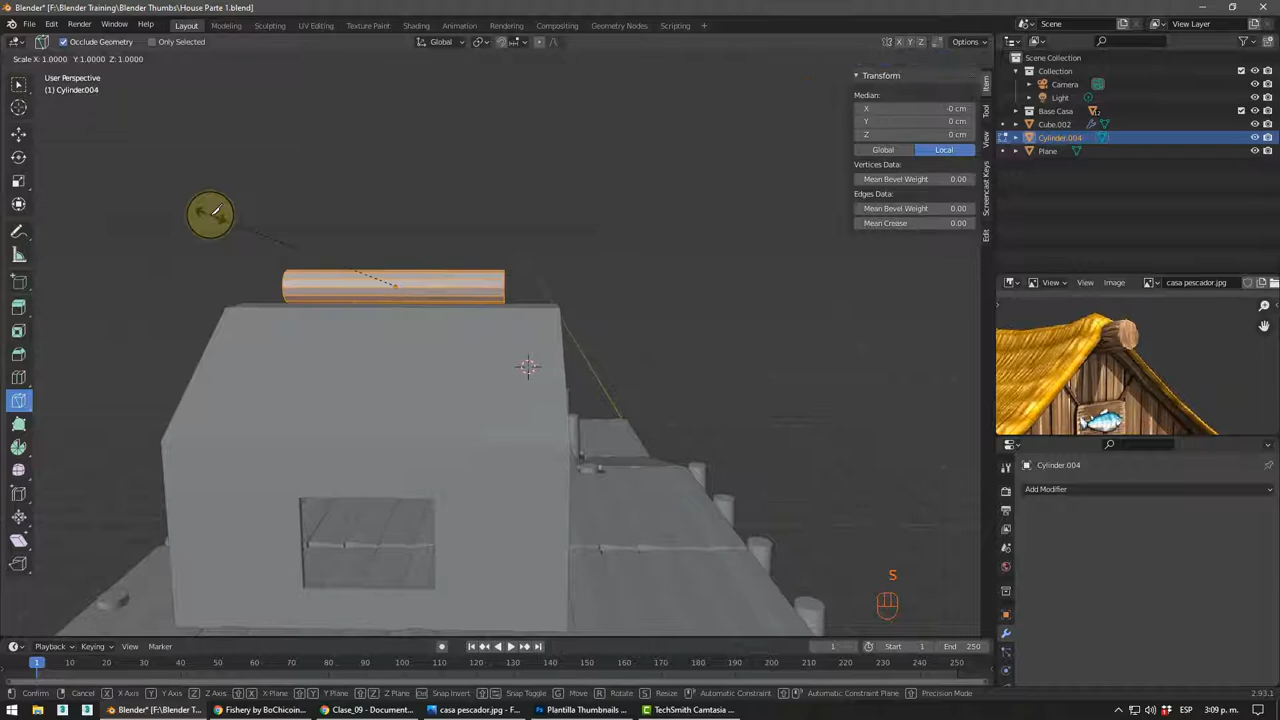 Blender* [F:\Blender Training\Blender Thumbs\House Parte 1.blend]
File Edit Render Window Help Layout Modeling Sculpting UV Editing Texture Paint Shading Animation Rendering Compositing Geometry Nodes Scripting + Scene View Layer
Occlude Geometry Only Selected Global X Y Z Options
Scale X: 1.0000 Y: 1.0000 Z: 1.0000
User Perspective
(1) Cylinder004
Transform
Median:
X -0 cm
Y 0 cm
Z 0 cm
Global Local
Vertices Data:
Mean Bevel Weight 0.00
Edges Data:
Mean Bevel Weight 0.00
Mean Crease 0.00
Item
Tool
View
Screencast Keys
Edit
Scene Collection
Collection
Camera
Light
Base Casa
Cube.002
Cylinder.004
Plane
View View Image casa pescador.jpg
Cylinder.004
Add Modifier
S
Playback Keying View Marker 1 Start 1 End 250
1 10 20 30 40 50 60 70 80 90 100 110 120 130 140 150 160 170 180 190 200 210 220 230 240 250
Confirm Cancel X X Axis Y Y Axis Z Z Axis X X-Plane Y Y Plane Z Z Plane Snap Invert Snap Toggle G Move R Rotate S Resize Automatic Constraint Automatic Constraint Plane Precision Mode
2.93.1
Blender* [F:\Blender T... Fishery by BoChicoin... Clase_09 - Document... casa pescador.jpg - ... Plantilla Thumbnails ... TechSmith Camtasia ... ESP 3:09 p. m.